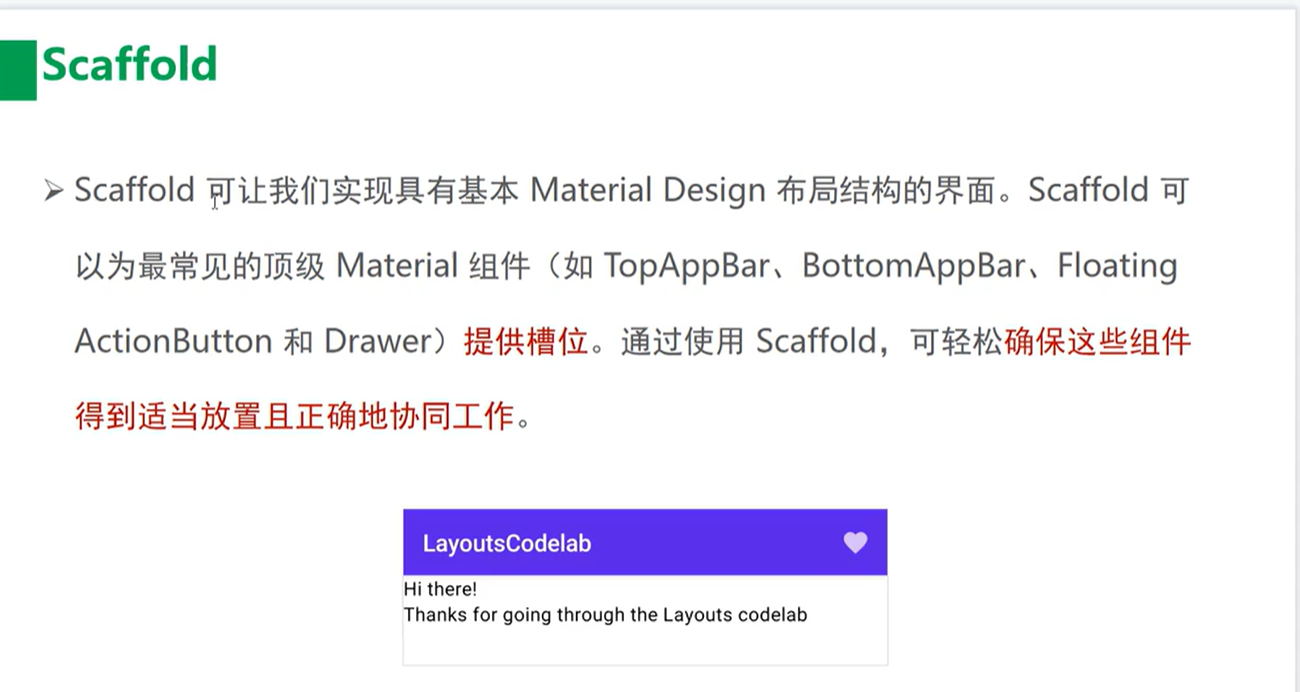 Scaffold
Scaffold 可让我们实现具有基本 Material Design 布局结构的界面。Scaffold 可
以为最常见的顶级 Material 组件（如 TopAppBar、BottomAppBar、Floating
ActionButton 和 Drawer）提供槽位。通过使用 Scaffold，可轻松确保这些组件
得到适当放置且正确地协同工作。
LayoutsCodelab
Hi there!
Thanks for going through the Layouts codelab